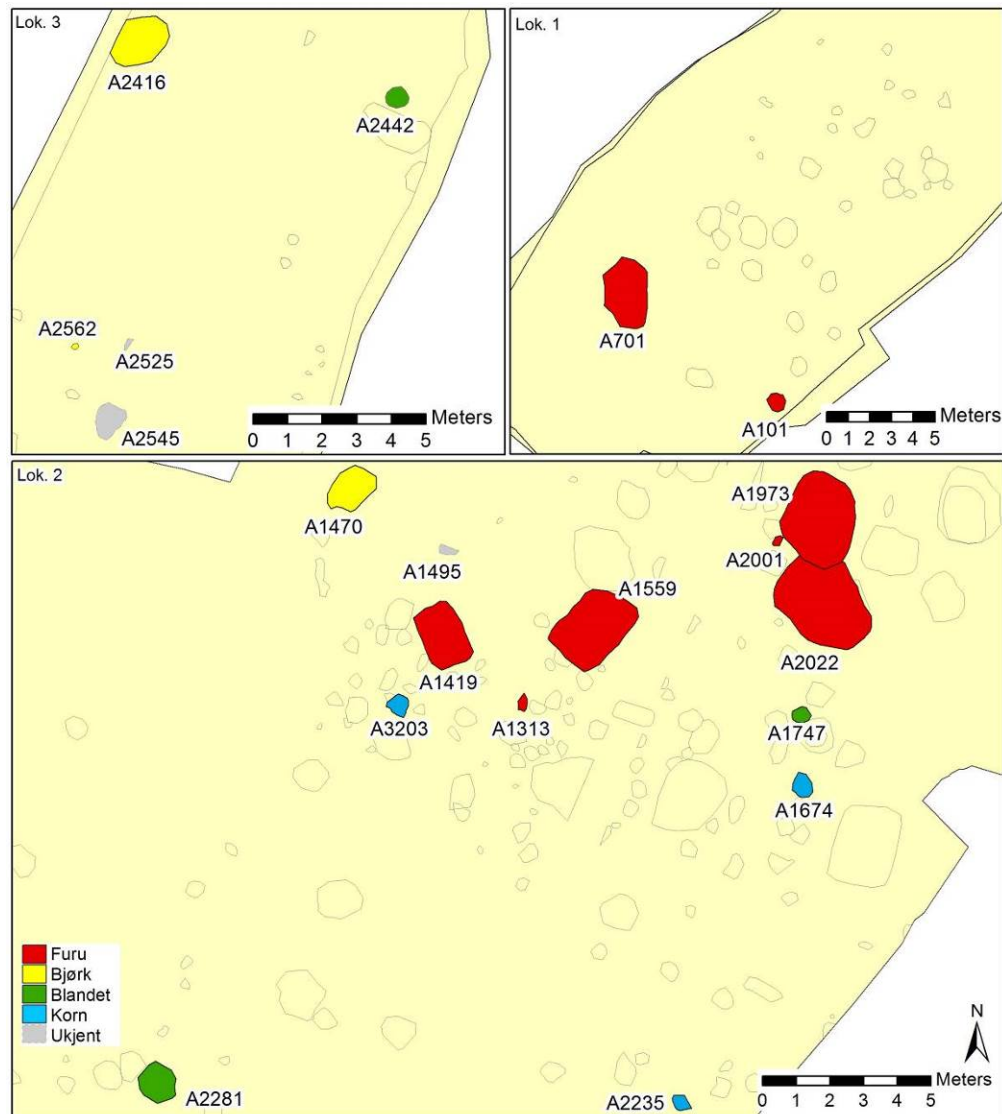 Lok. 3
A2416
A2442
A2562
A2525
A2545
Meters
0 1 2 3 4 5
Lok. 1
A701
A101
Meters
0 1 2 3 4 5
Lok. 2
A1470
A1495
A1973
A2001
A1559
A2022
A1419
A3203
A1313
A1747
A1674
Furu
Bjørk
Blandet
Korn
Ukjent
A2281
A2235
N
Meters
0 1 2 3 4 5